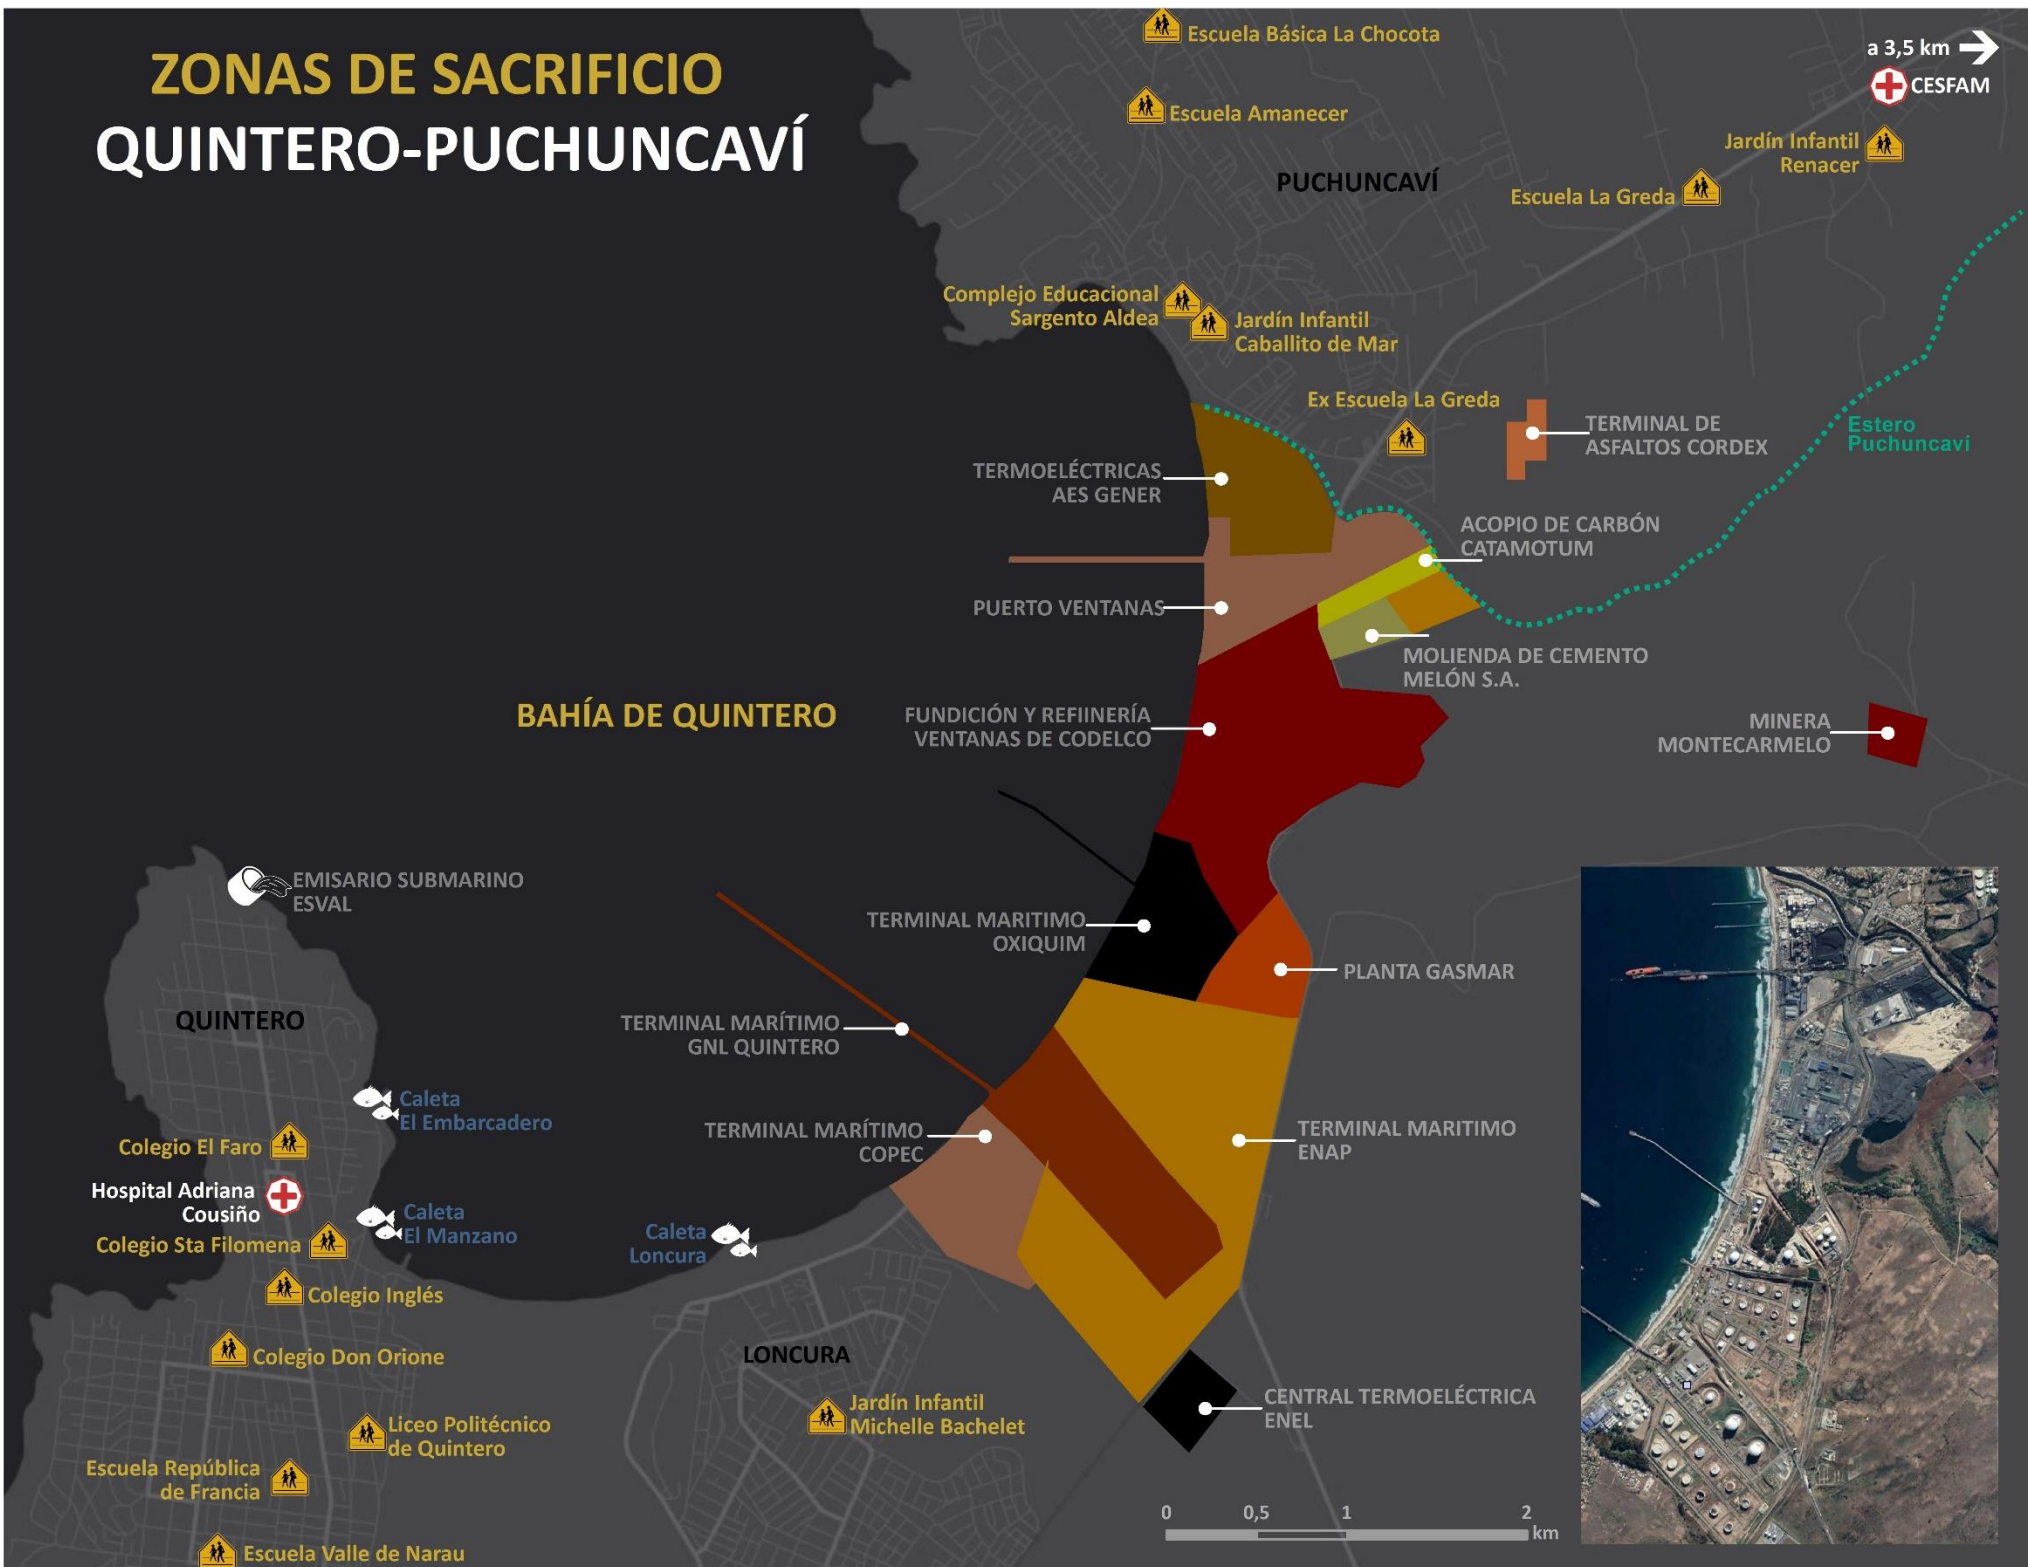 ZONAS DE SACRIFICIO
QUINTERO-PUCHUNCAVÍ
Escuela Básica La Chocota
a 3,5 km
CESFAM
Escuela Amanecer
Jardín Infantil
Renacer
PUCHUNCAVÍ
Escuela La Greda
Complejo Educacional
Sargento Aldea
Jardín Infantil
Caballito de Mar
Ex Escuela La Greda
TERMINAL DE
ASFALTOS CORDEX
Estero
Puchuncaví
TERMOELÉCTRICAS
AES GENER
ACOPIO DE CARBÓN
CATAMOTUM
PUERTO VENTANAS
MOLIENDA DE CEMENTO
MELÓN S.A.
BAHÍA DE QUINTERO
FUNDICIÓN Y REFIINERÍA
VENTANAS DE CODELCO
MINERA
MONTECARMELO
EMISARIO SUBMARINO
ESVAL
TERMINAL MARITIMO
OXIQUIM
PLANTA GASMAR
QUINTERO
TERMINAL MARÍTIMO
GNL QUINTERO
Caleta
El Embarcadero
TERMINAL MARÍTIMO
COPEC
TERMINAL MARITIMO
ENAP
Colegio El Faro
Hospital Adriana
Cousiño
Caleta
El Manzano
Caleta
Loncura
Colegio Sta Filomena
Colegio Inglés
Colegio Don Orione
LONCURA
Jardín Infantil
Michelle Bachelet
CENTRAL TERMOELÉCTRICA
ENEL
Liceo Politécnico
de Quintero
Escuela República
de Francia
Escuela Valle de Narau
0 0,5 1 2
km